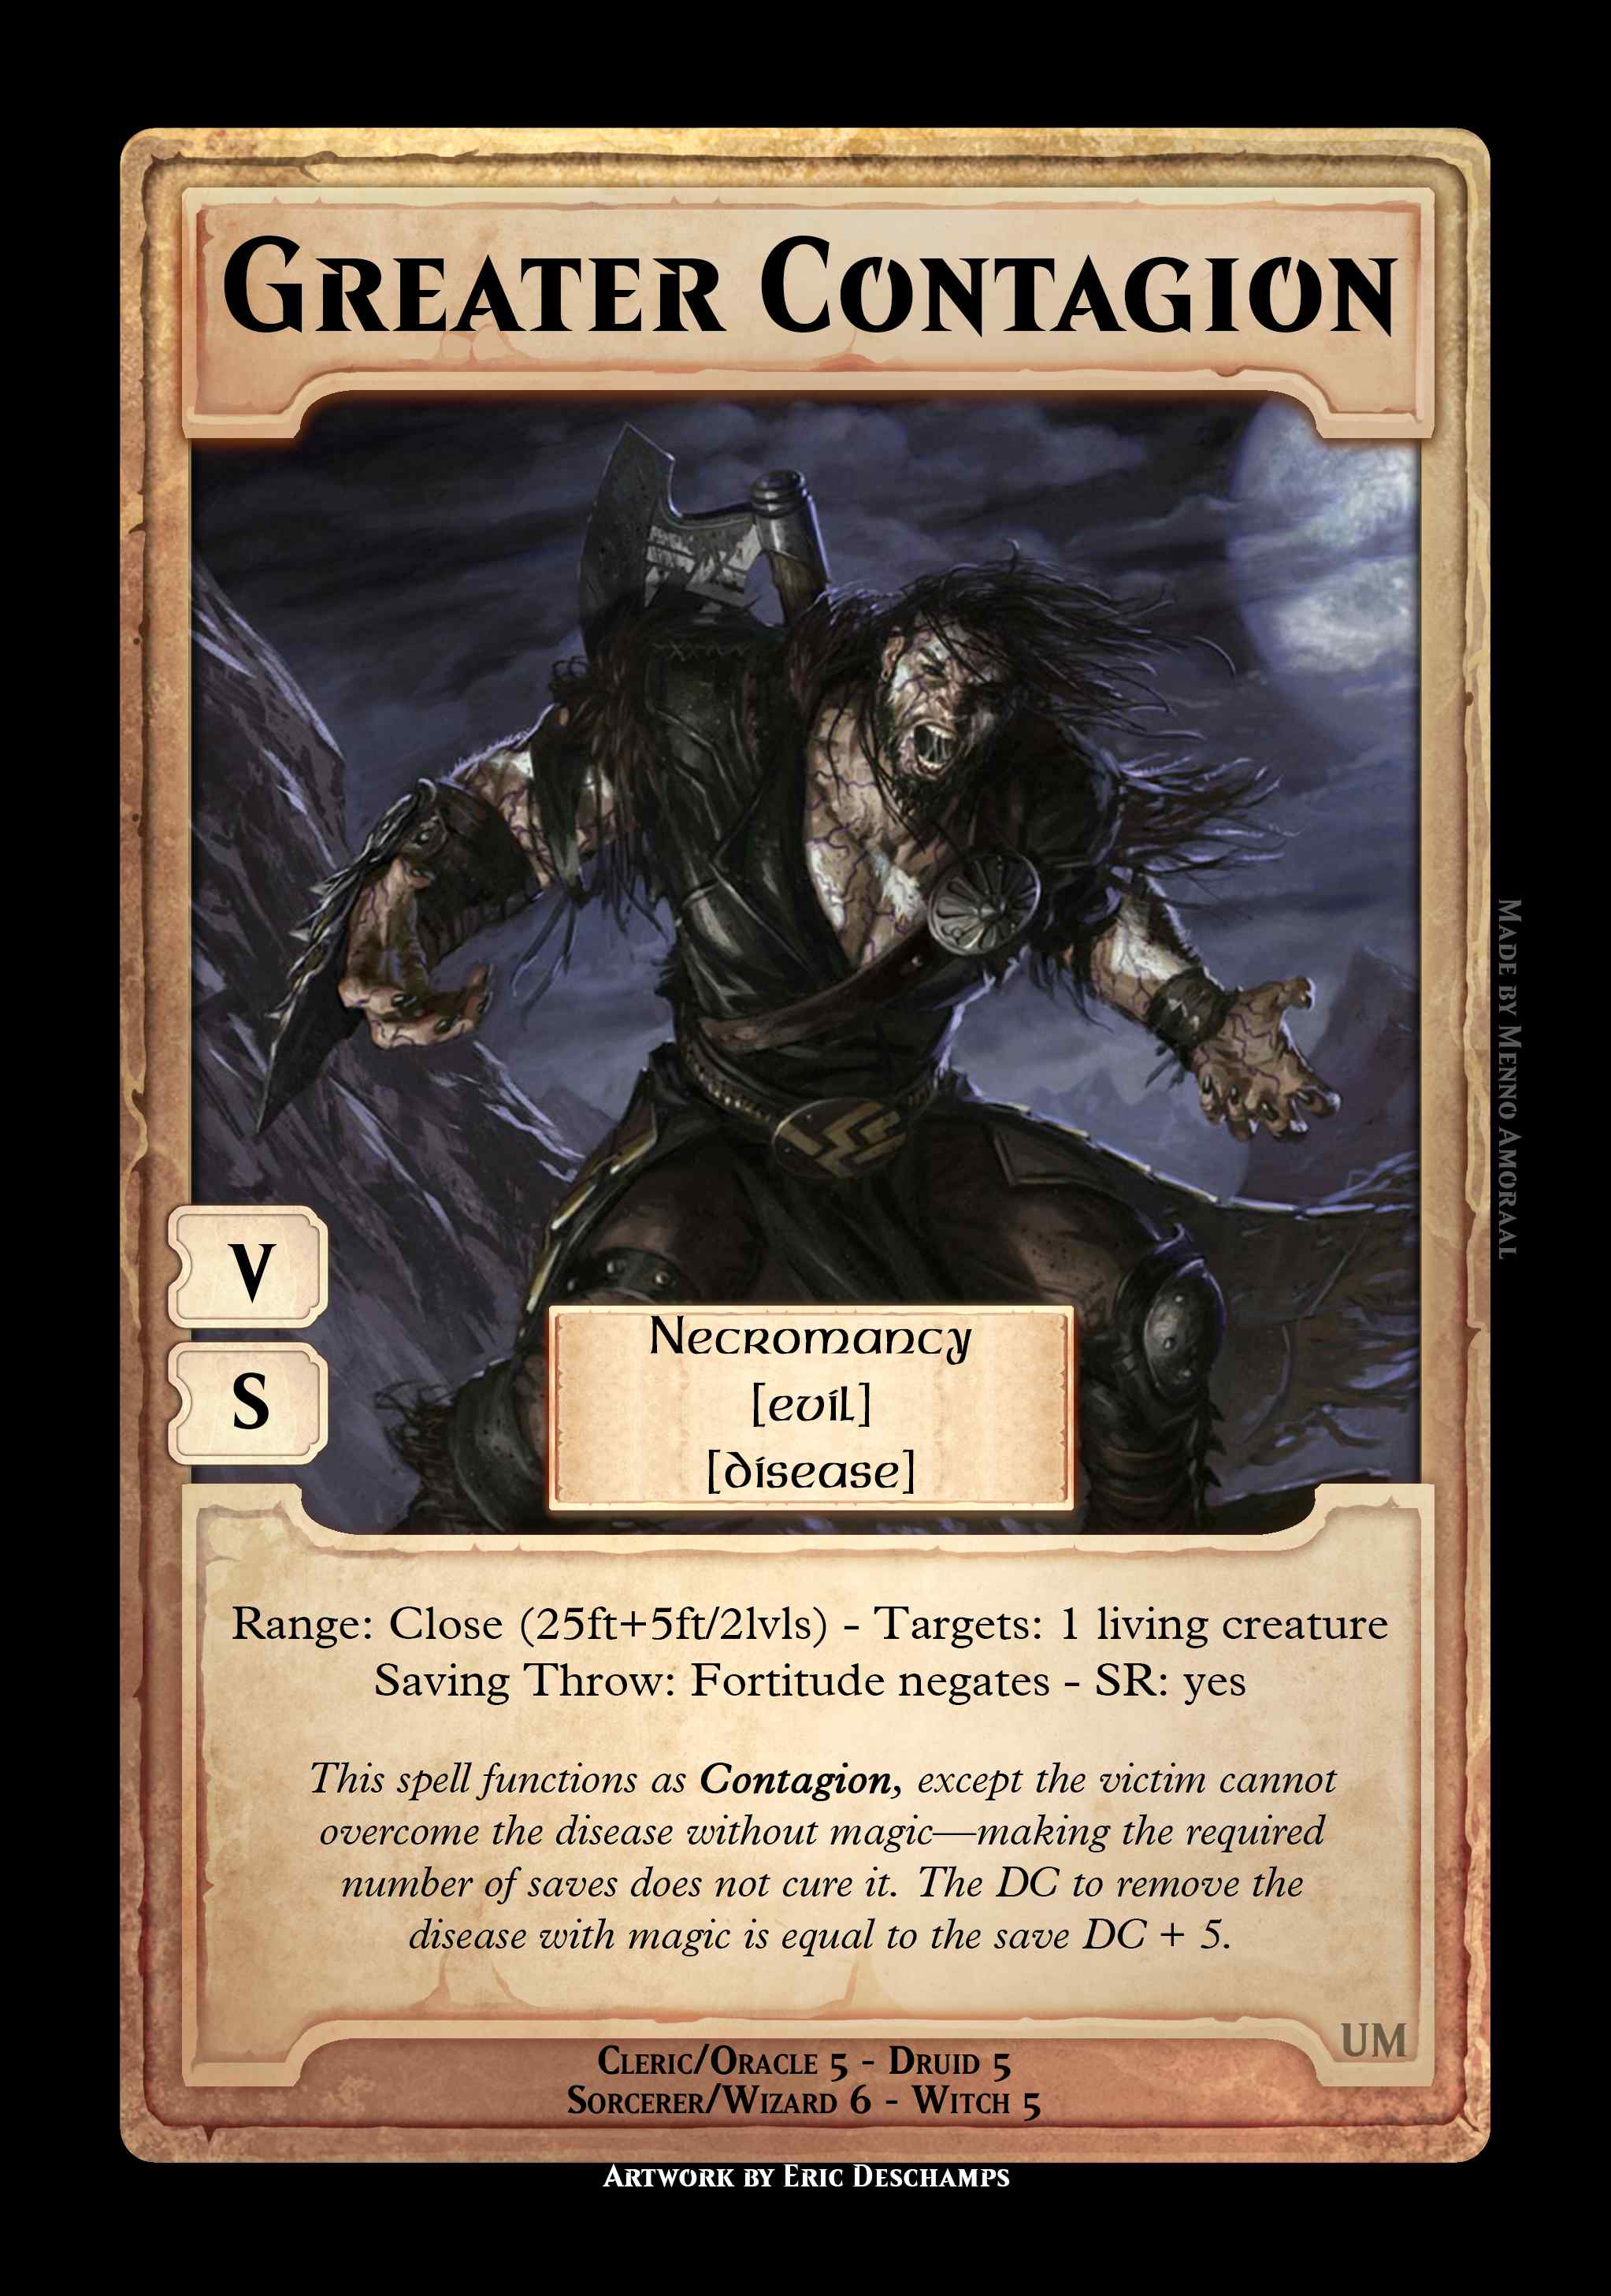 Greater Contagion
V
S
Necromancy
[evil]
[disease]
Range: Close (25ft+5ft/2lvls) - Targets: 1 living creature
Saving Throw: Fortitude negates - SR: yes
This spell functions as Contagion, except the victim cannot
overcome the disease without magic—making the required
number of saves does not cure it. The DC to remove the
disease with magic is equal to the save DC + 5.
UM
Cleric/Oracle 5 - Druid 5
Sorcerer/Wizard 6 - Witch 5
Artwork by Eric Deschamps
Made by Menno Amoraal